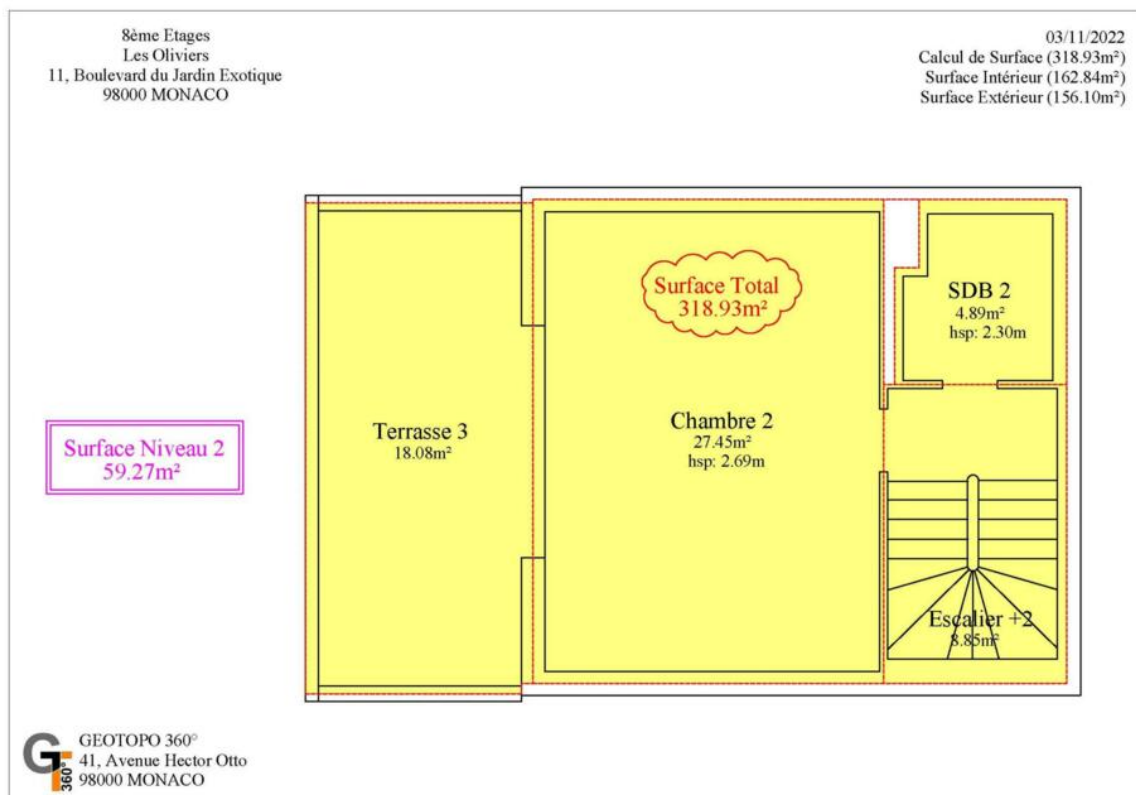 8ème Etages
Les Oliviers
11, Boulevard du Jardin Exotique
98000 MONACO
03/11/2022
Calcul de Surface (318.93m²)
Surface Intérieur (162.84m²)
Surface Extérieur (156.10m²)
Surface Total
318.93m²
SDB 2
4.89m²
hsp: 2.30m
Terrasse 3
18.08m²
Chambre 2
27.45m²
hsp: 2.69m
Surface Niveau 2
59.27m²
Escalier +2
8.85m²
GT
360°
GEOTOPO 360°
41, Avenue Hector Otto
98000 MONACO